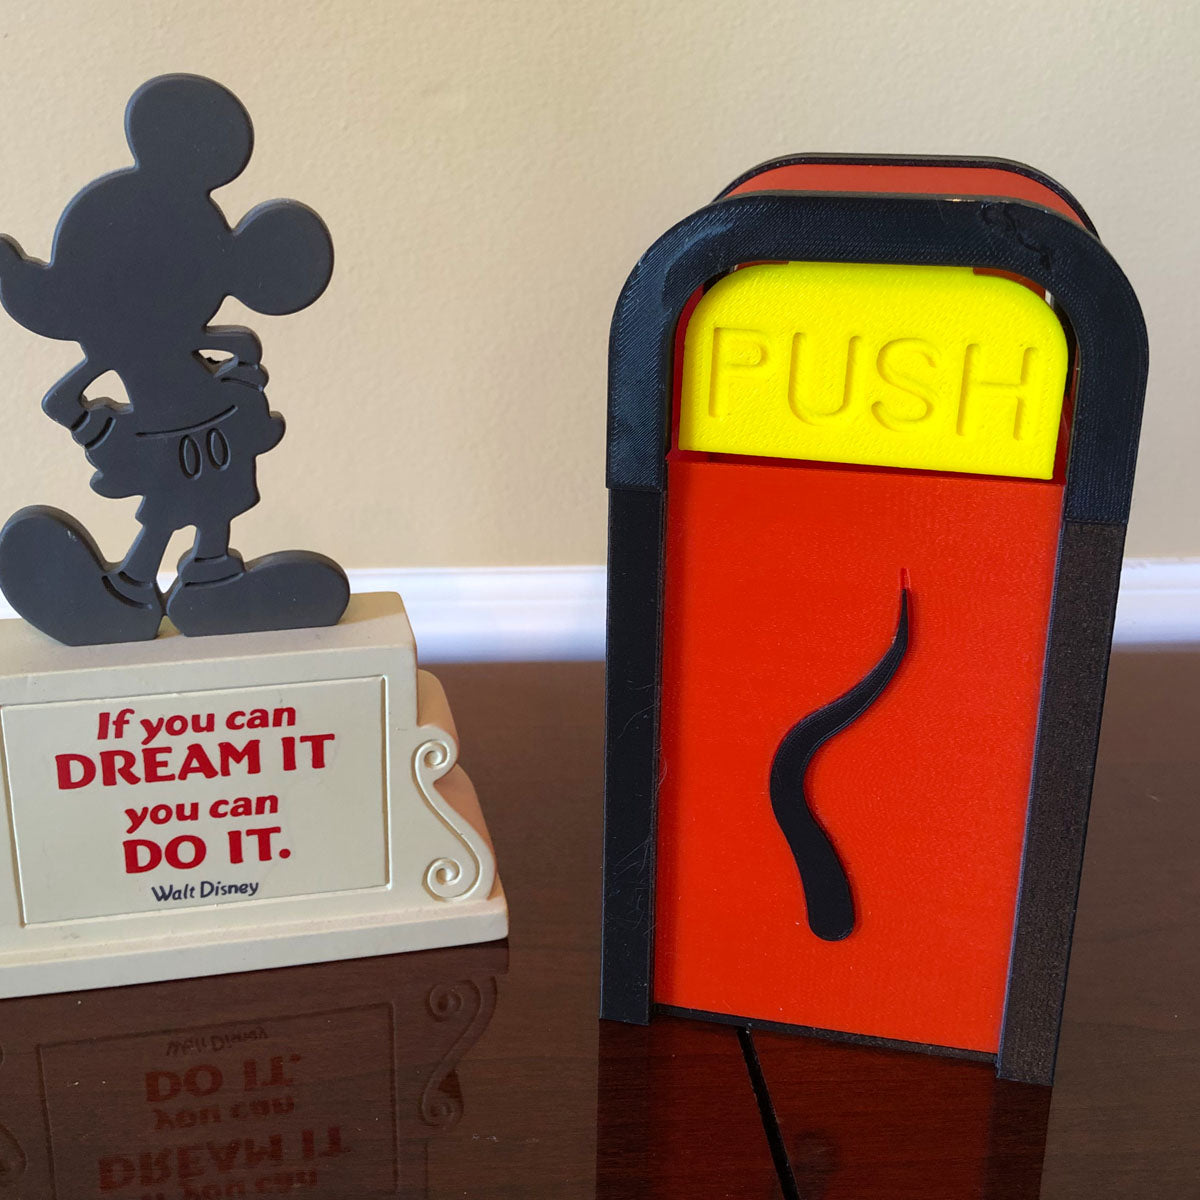 If you can
DREAM IT
you can
DO IT.
Walt Disney
PUSH